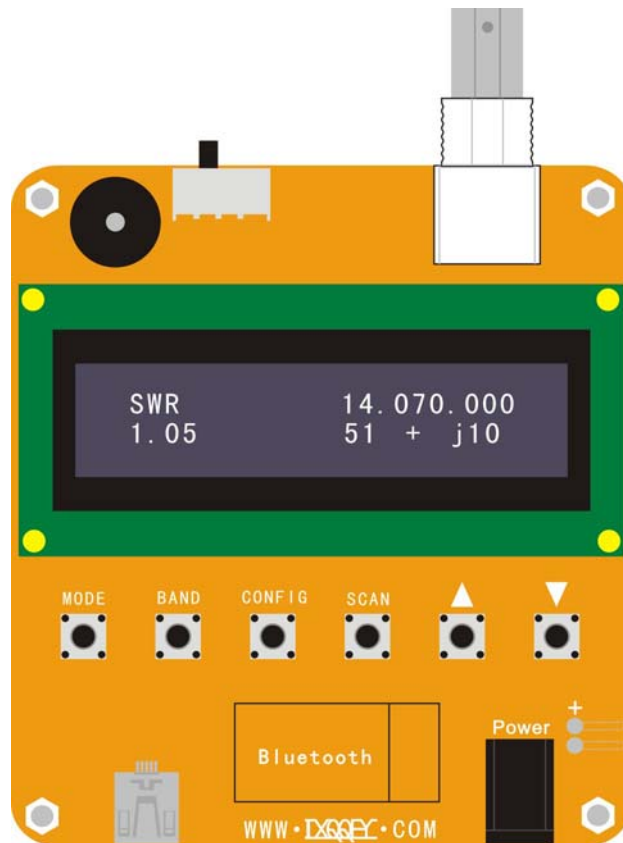 SWR 14.070.000
1.05 51 + j10
MODE BAND CONFIG SCAN
+
Power
Bluetooth
WWW• •COM